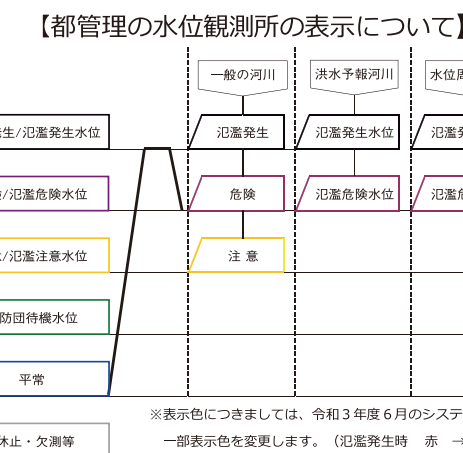 【都管理の水位観測所の表示について】
一般の河川
洪水予報河川
水位周
生/氾濫発生水位
氾濫発生
氾濫発生水位
氾濫発
/氾濫危険水位
危険
氾濫危険水位
氾濫危
/氾濫注意水位
注 意
防団待機水位
平常
※表示色につきましては、令和3年度6月のシステ
休止・欠測等
一部表示色を変更します。（氾濫発生時 赤 →